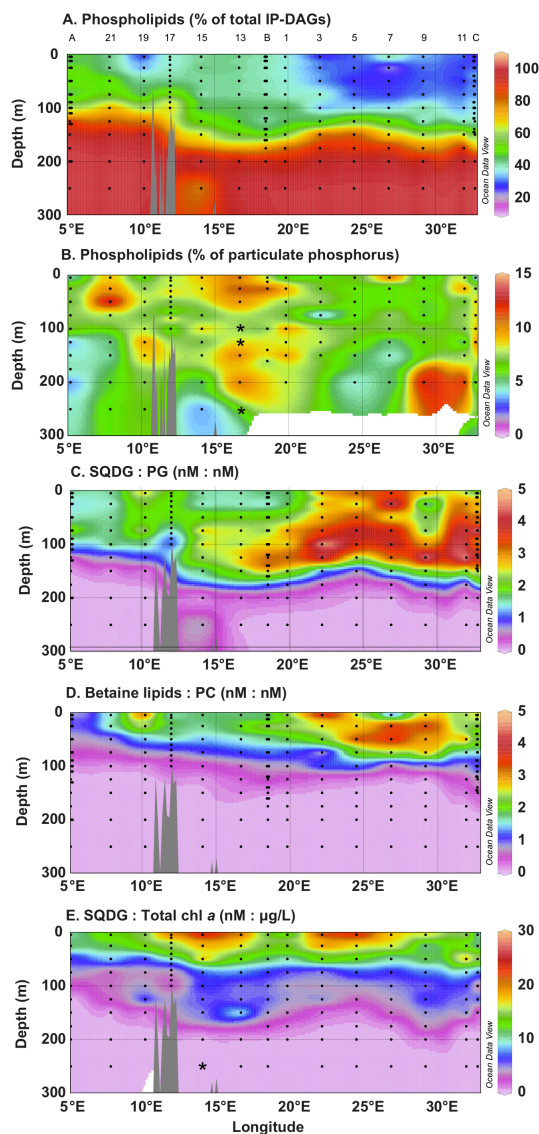 A. Phospholipids (% of total IP-DAGs)
A 21 19 17 15 13 B 1 3 5 7 9 11 C
0
100
200
300
Depth (m)
5°E 10°E 15°E 20°E 25°E 30°E
Ocean Data View
100
80
60
40
20
B. Phospholipids (% of particulate phosphorus)
0
100
200
300
Depth (m)
* * *
5°E 10°E 15°E 20°E 25°E 30°E
Ocean Data View
15
10
5
0
C. SQDG : PG (nM : nM)
0
100
200
300
Depth (m)
5°E 10°E 15°E 20°E 25°E 30°E
Ocean Data View
5
4
3
2
1
0
D. Betaine lipids : PC (nM : nM)
0
100
200
300
Depth (m)
5°E 10°E 15°E 20°E 25°E 30°E
Ocean Data View
5
4
3
2
1
0
E. SQDG : Total chl a (nM : µg/L)
0
100
200
300
Depth (m)
*
5°E 10°E 15°E 20°E 25°E 30°E
Longitude
Ocean Data View
30
20
10
0